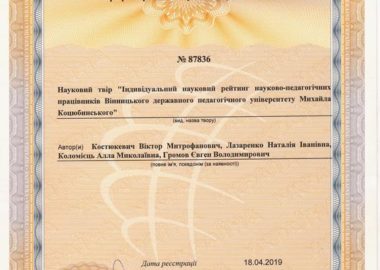 № 87836
Науковий твір "Індивідуальний науковий рейтинг науково-педагогічних
працівників Вінницького державного педагогічного університету Михайла
Коцюбинського"
(вид, назва твору)
Автор(и) Костюкевич Віктор Митрофанович, Лазаренко Наталія Іванівна,
Коломієць Алла Миколаївна, Громов Євген Володимирович
(повне ім'я, псевдонім (за наявності))
Дата реєстрації 18.04.2019